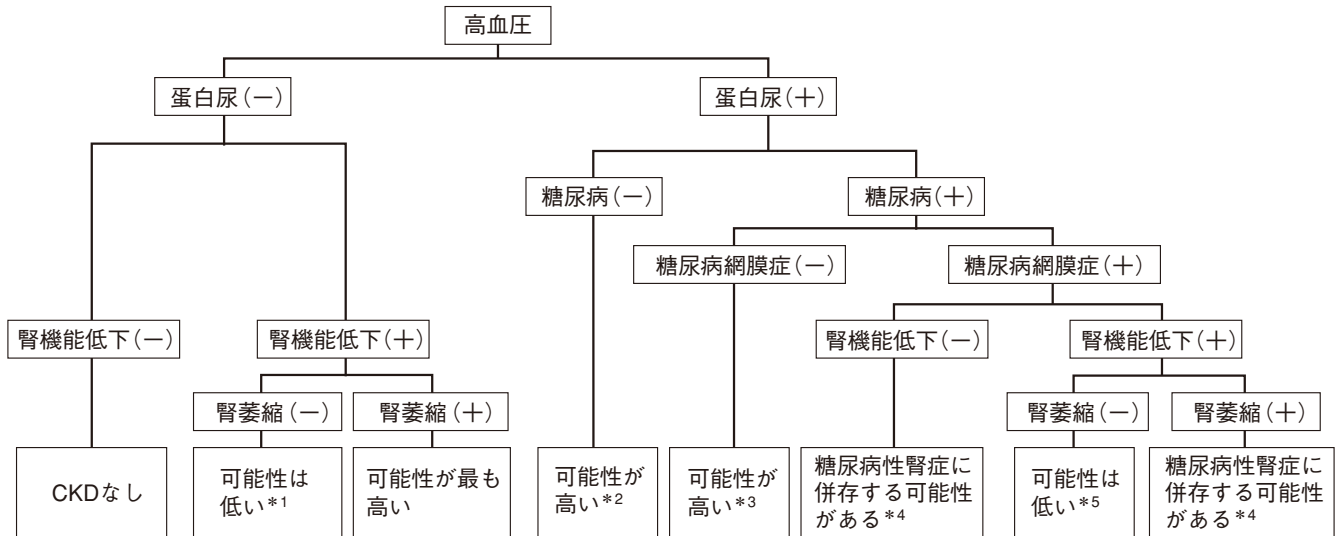 高血圧
蛋白尿(－)
蛋白尿(＋)
糖尿病(－)
糖尿病(＋)
糖尿病網膜症(－)
糖尿病網膜症(＋)
腎機能低下(－)
腎機能低下(＋)
腎機能低下(－)
腎機能低下(＋)
腎萎縮(－)
腎萎縮(＋)
腎萎縮(－)
腎萎縮(＋)
CKDなし
可能性は
低い*1
可能性が最も
高い
可能性が
高い*2
可能性が
高い*3
糖尿病性腎症に
併存する可能性
がある*4
可能性は
低い*5
糖尿病性腎症に
併存する可能性
がある*4